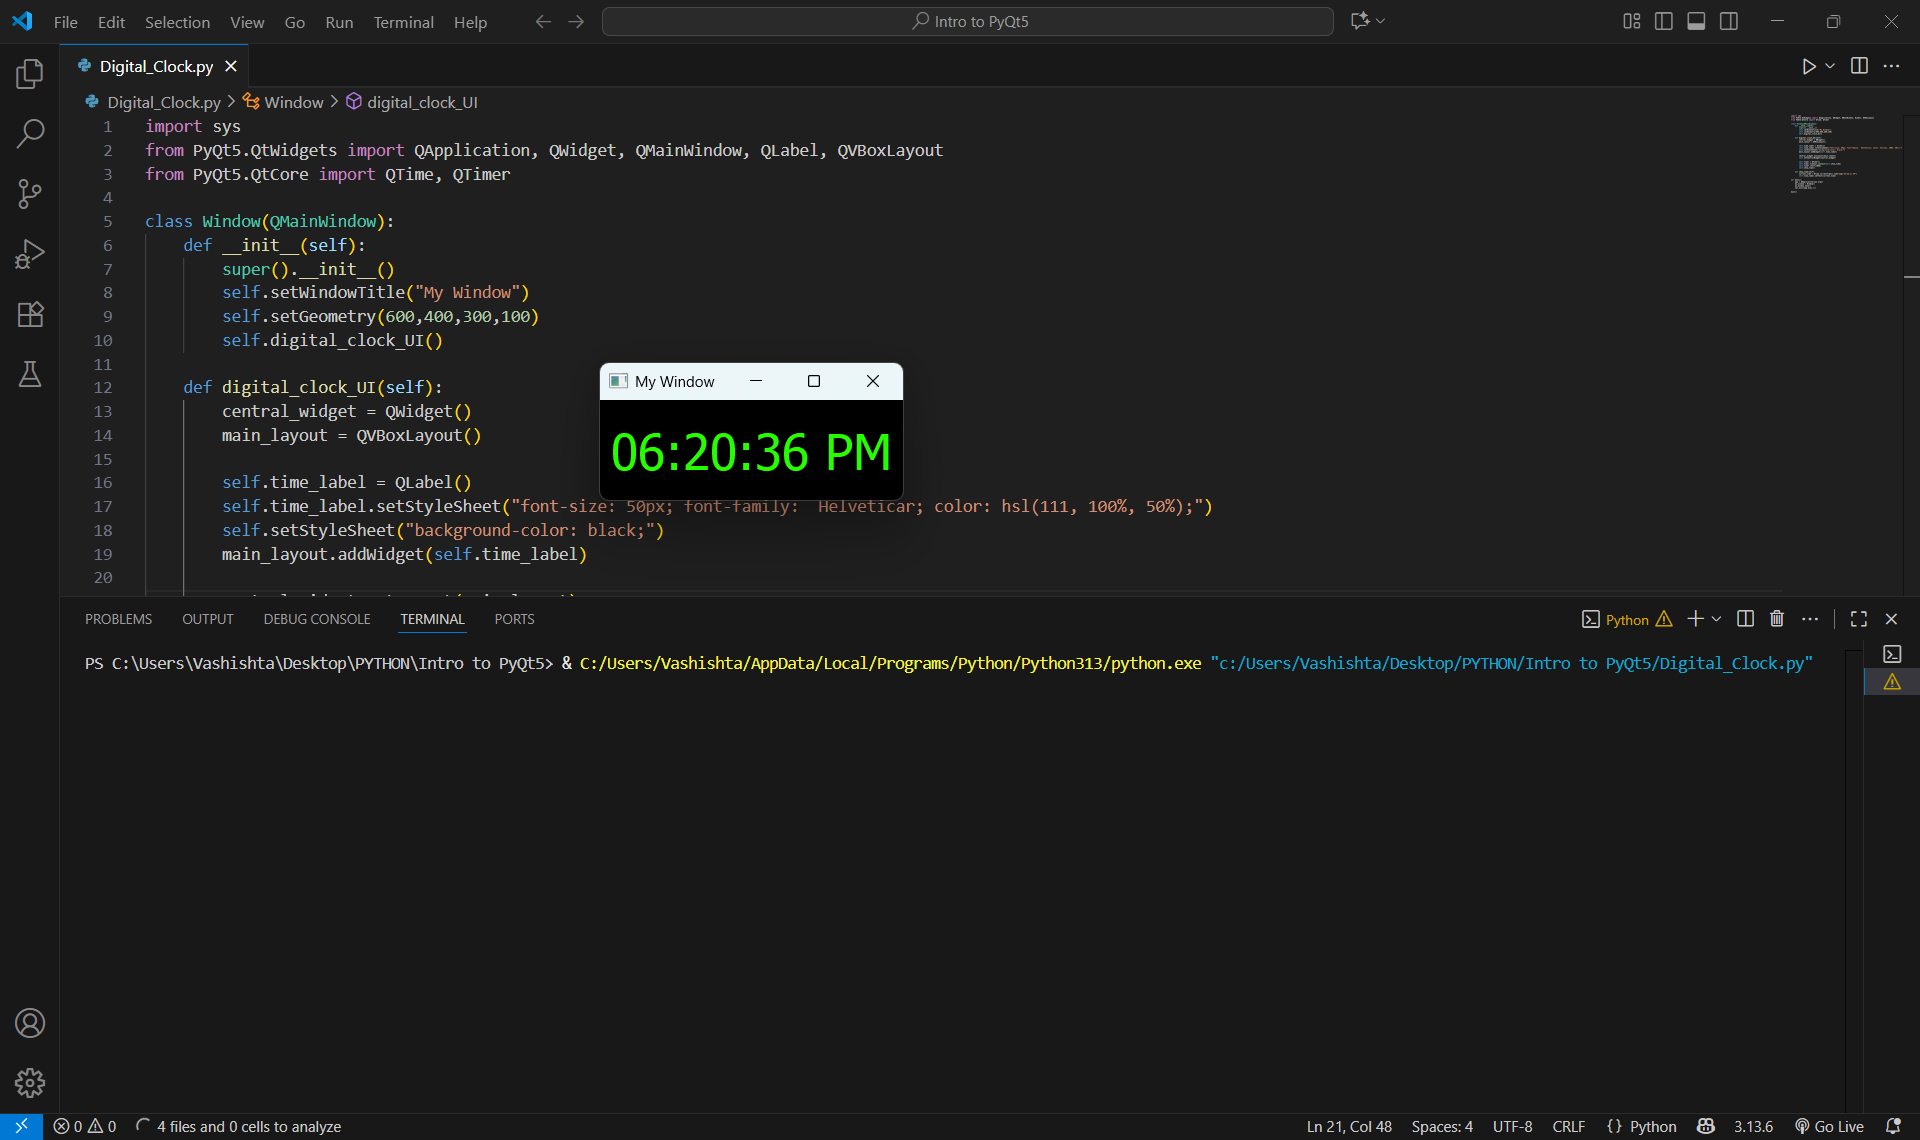 File Edit Selection View Go Run Terminal Help
Intro to PyQt5
Digital_Clock.py
Digital_Clock.py > Window > digital_clock_UI
1 import sys
2 from PyQt5.QtWidgets import QApplication, QWidget, QMainWindow, QLabel, QVBoxLayout
3 from PyQt5.QtCore import QTime, QTimer
4
5 class Window(QMainWindow):
6 def __init__(self):
7 super().__init__()
8 self.setWindowTitle("My Window")
9 self.setGeometry(600,400,300,100)
10 self.digital_clock_UI()
11
12 def digital_clock_UI(self):
13 central_widget = QWidget()
14 main_layout = QVBoxLayout()
15
16 self.time_label = QLabel()
17 self.time_label.setStyleSheet("font-size: 50px; font-family:  Helveticar; color: hsl(111, 100%, 50%);")
18 self.setStyleSheet("background-color: black;")
19 main_layout.addWidget(self.time_label)
20
My Window
06:20:36 PM
PROBLEMS OUTPUT DEBUG CONSOLE TERMINAL PORTS
Python
PS C:\Users\Vashishta\Desktop\PYTHON\Intro to PyQt5> & C:/Users/Vashishta/AppData/Local/Programs/Python/Python313/python.exe "c:/Users/Vashishta/Desktop/PYTHON/Intro to PyQt5/Digital_Clock.py"
0 0 4 files and 0 cells to analyze
Ln 21, Col 48 Spaces: 4 UTF-8 CRLF {} Python 3.13.6 Go Live